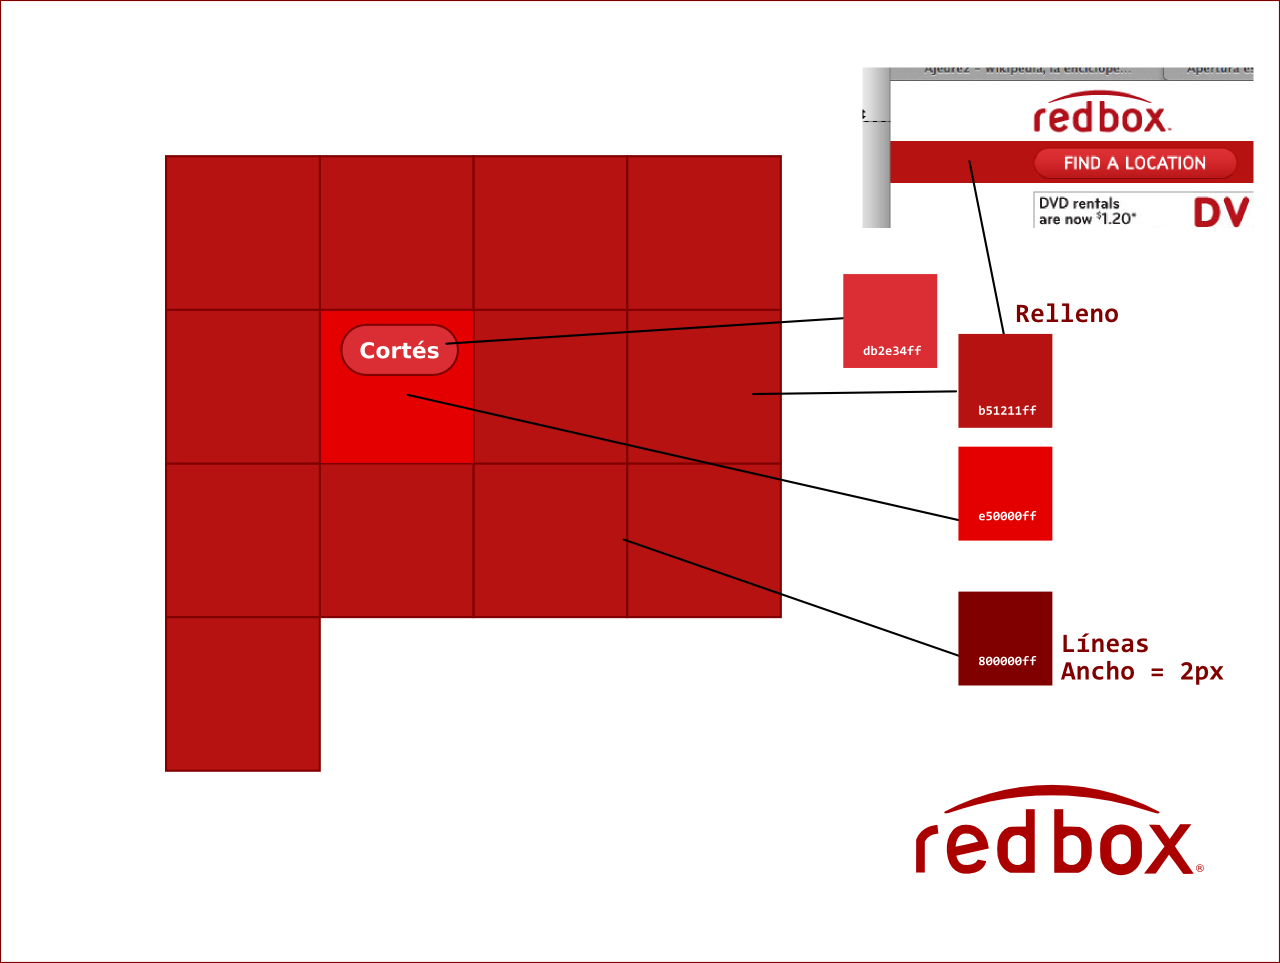 Ajedrez - Wikipedia, la enciclope...
Apertura es
redbox
FIND A LOCATION
DVD rentals
are now $1.20*
DV
Relleno
Cortés
db2e34ff
b51211ff
e50000ff
800000ff
Líneas
Ancho = 2px
redbox®